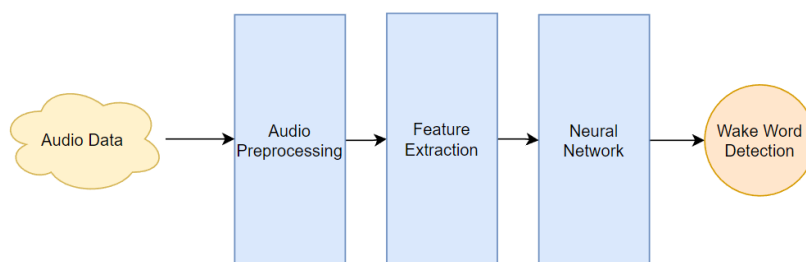 Audio Data
Audio
Preprocessing
Feature
Extraction
Neural
Network
Wake Word
Detection